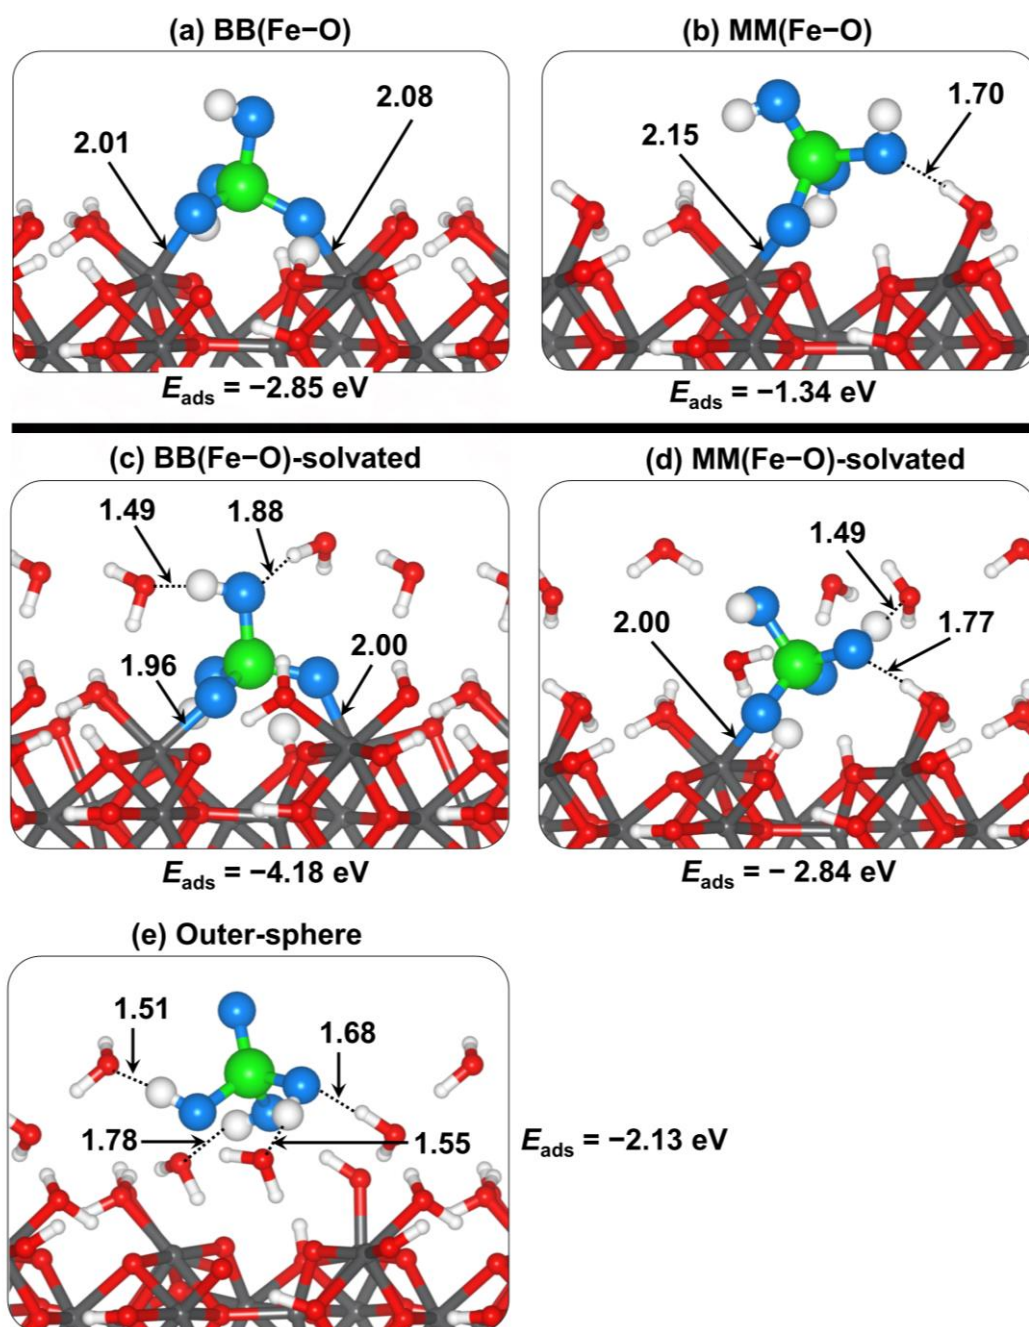 (a) BB(Fe−O)
(b) MM(Fe−O)
2.01
2.08
2.15
1.70
Eads = −2.85 eV
Eads = −1.34 eV
(c) BB(Fe−O)-solvated
(d) MM(Fe−O)-solvated
1.49
1.88
1.96
2.00
1.49
2.00
1.77
Eads = −4.18 eV
Eads = − 2.84 eV
(e) Outer-sphere
1.51
1.68
1.78
1.55
Eads = −2.13 eV